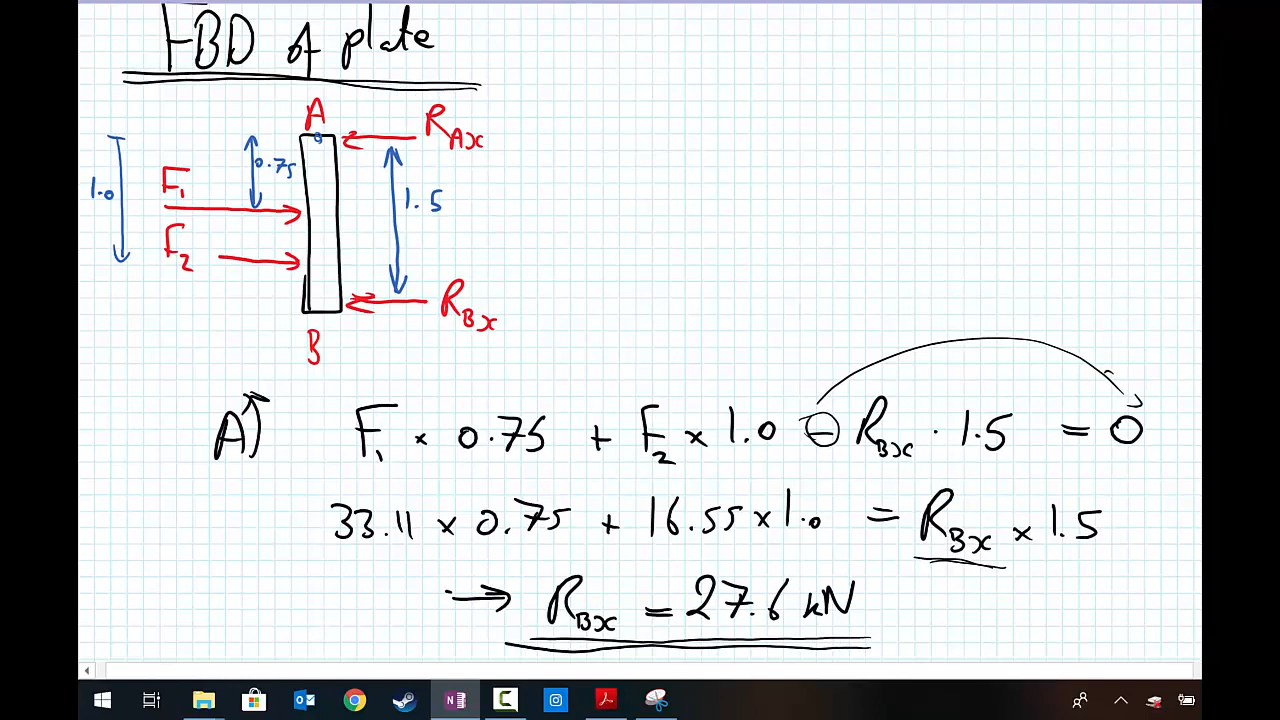 FBD of plate
A
R_Ax
0.75
1.0
F1
1.5
F2
R_Bx
B
A) F1 × 0.75 + F2 × 1.0 - R_Bx · 1.5 = 0
33.11 × 0.75 + 16.55 × 1.0 = R_Bx × 1.5
→ R_Bx = 27.6 kN